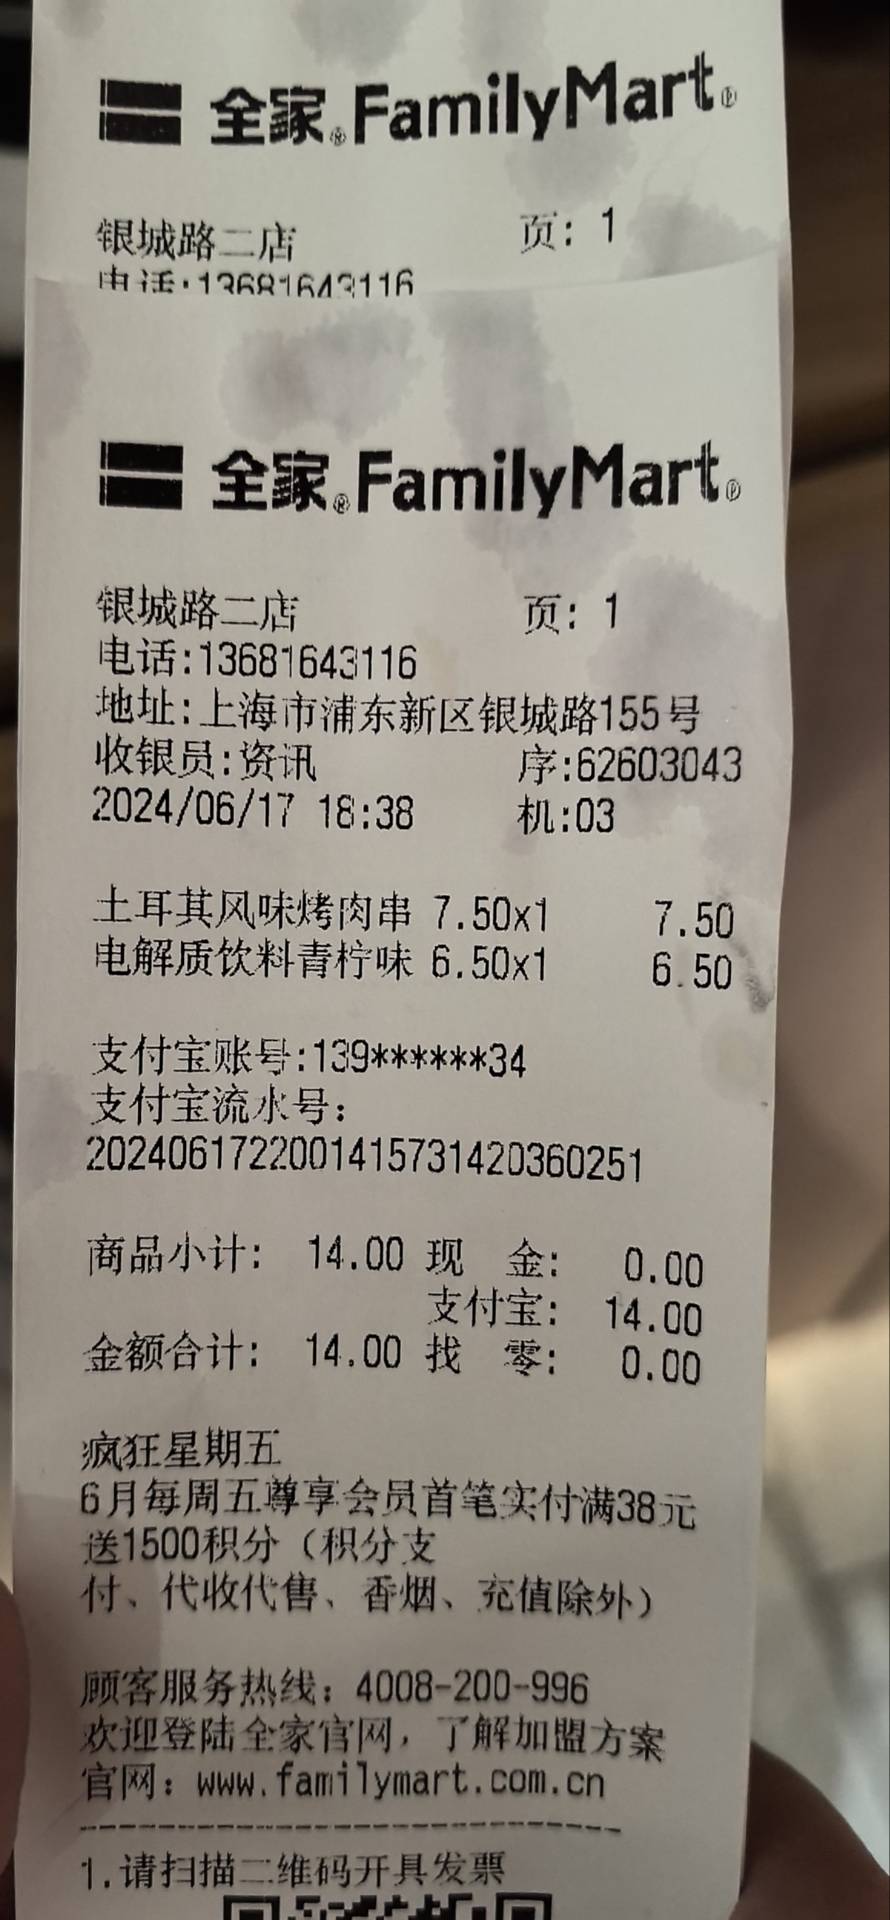 全家®FamilyMart®
银城路二店 页: 1
电话:13681643116
全家®FamilyMart®
银城路二店 页: 1
电话:13681643116
地址:上海市浦东新区银城路155号
收银员:资讯 序:62603043
2024/06/17 18:38 机:03
土耳其风味烤肉串 7.50x1 7.50
电解质饮料青柠味 6.50x1 6.50
支付宝账号:139******34
支付宝流水号:
2024061722001415731420360251
商品小计: 14.00 现 金: 0.00
支付宝: 14.00
金额合计: 14.00 找 零: 0.00
疯狂星期五
6月每周五尊享会员首笔实付满38元
送1500积分（积分支
付、代收代售、香烟、充值除外）
顾客服务热线：4008-200-996
欢迎登陆全家官网，了解加盟方案
官网：www.familymart.com.cn
1.请扫描二维码开具发票